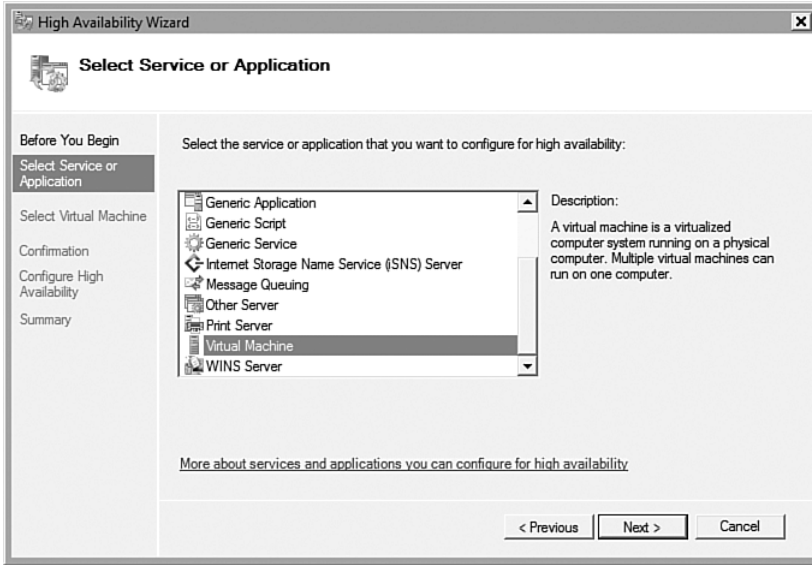 High Availability Wizard
Select Service or Application
Before You Begin
Select Service or
Application
Select Virtual Machine
Confirmation
Configure High
Availability
Summary
Select the service or application that you want to configure for high availability:
Generic Application
Generic Script
Generic Service
Internet Storage Name Service (iSNS) Server
Message Queuing
Other Server
Print Server
Virtual Machine
WINS Server
Description:
A virtual machine is a virtualized
computer system running on a physical
computer. Multiple virtual machines can
run on one computer.
More about services and applications you can configure for high availability
< Previous
Next >
Cancel